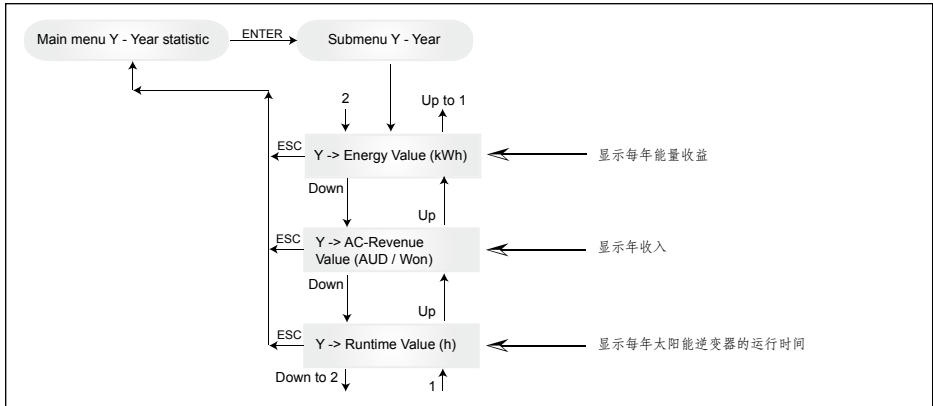 Main menu Y - Year statistic
ENTER
Submenu Y - Year
2
Up to 1
ESC
Y -> Energy Value (kWh)
显示每年能量收益
Down
Up
ESC
Y -> AC-Revenue
Value (AUD / Won)
显示年收入
Down
Up
ESC
Y -> Runtime Value (h)
显示每年太阳能逆变器的运行时间
Down to 2
1